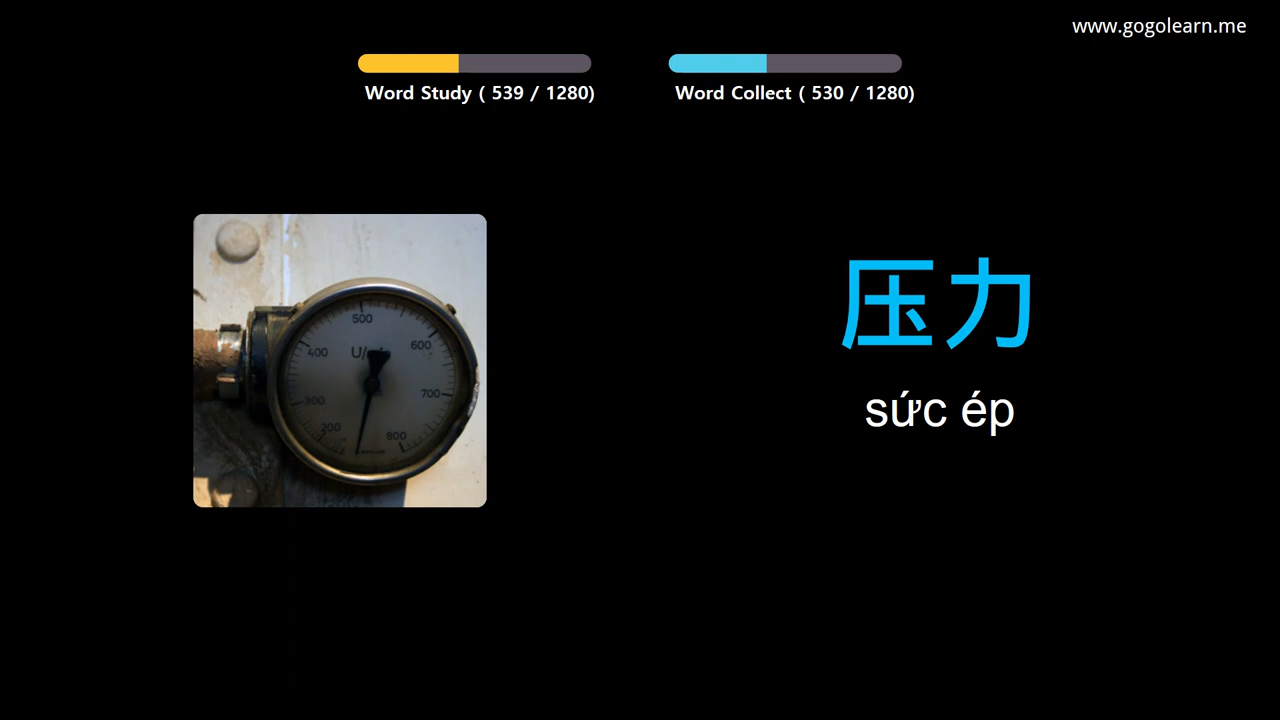 www.gogolearn.me
Word Study ( 539 / 1280)
Word Collect ( 530 / 1280)
压力
sức ép
500
400
600
300
700
200
800